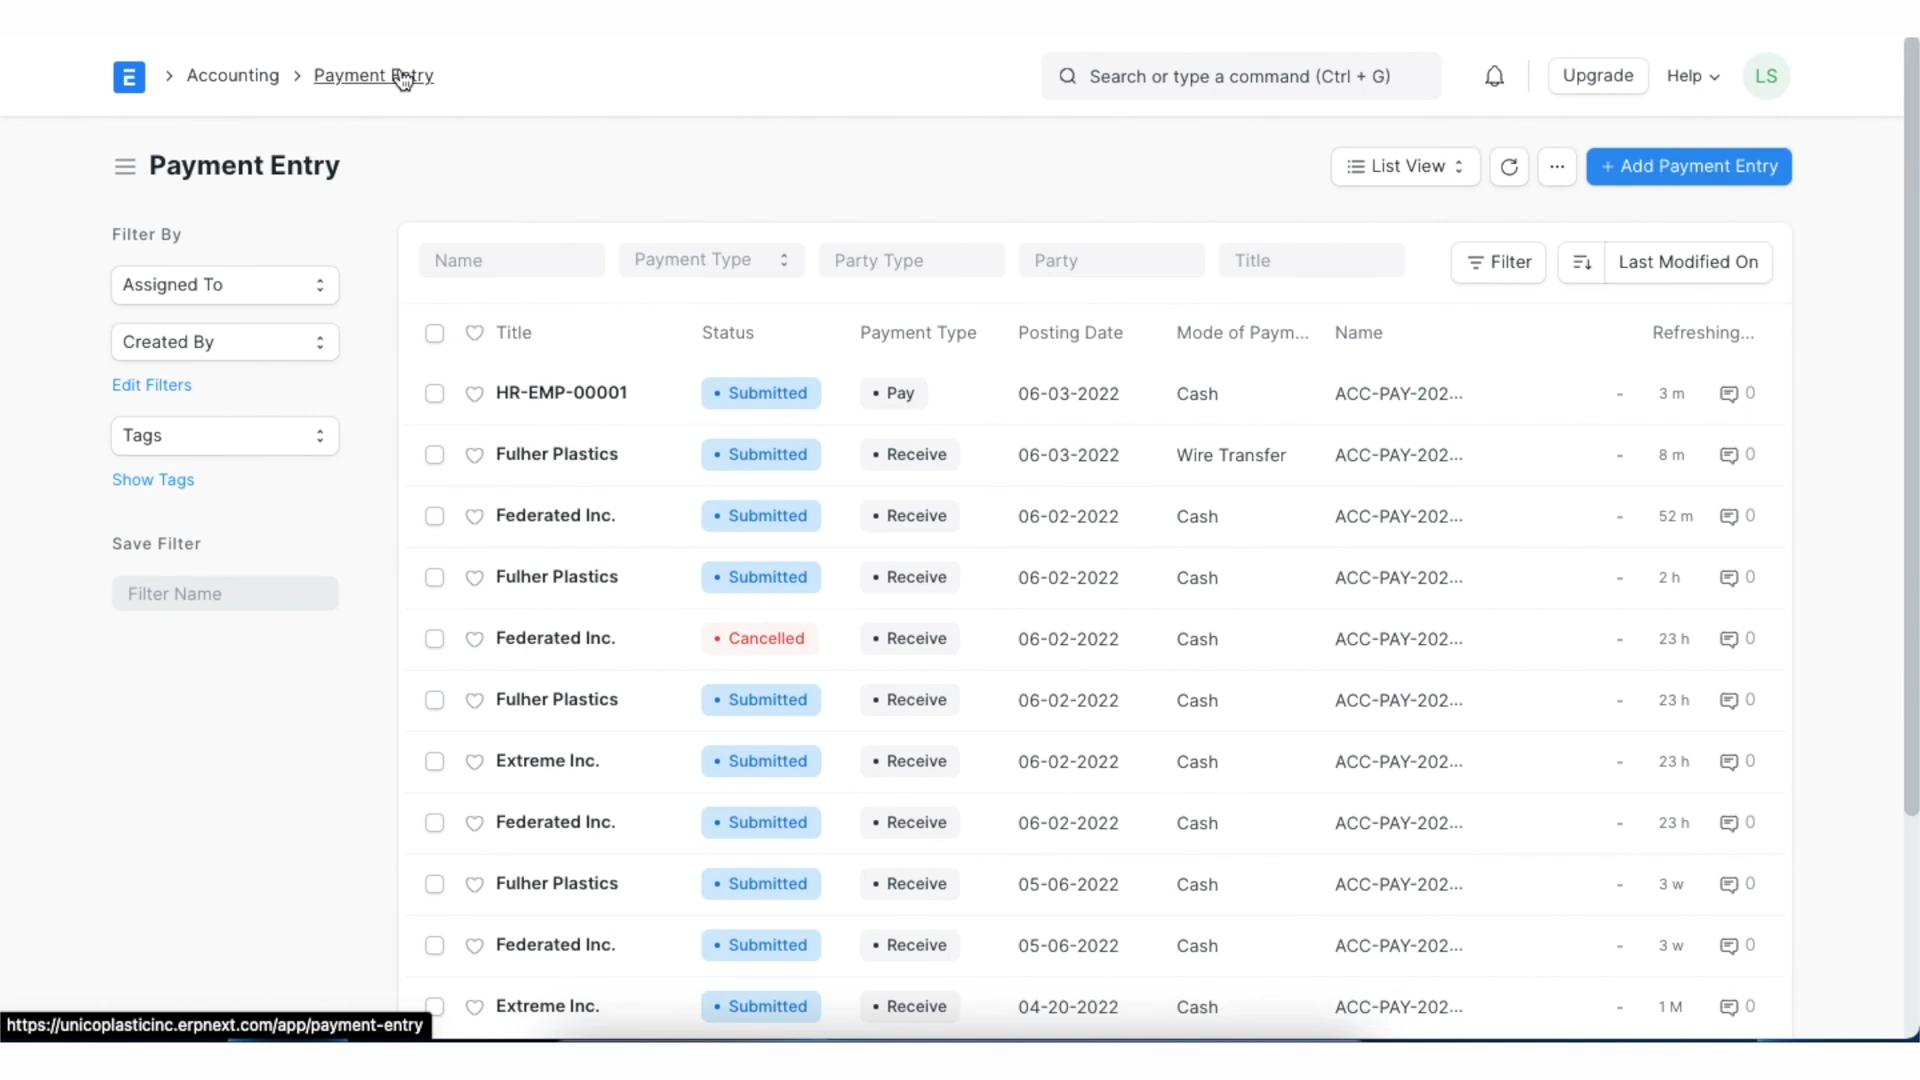 E > Accounting > Payment Entry
Search or type a command (Ctrl + G)
Upgrade
Help
LS
Payment Entry
List View
...
+ Add Payment Entry
Filter By
Assigned To
Created By
Edit Filters
Tags
Show Tags
Save Filter
Filter Name
Name Payment Type Party Type Party Title Filter Last Modified On
Title Status Payment Type Posting Date Mode of Paym... Name Refreshing...
HR-EMP-00001 • Submitted • Pay 06-03-2022 Cash ACC-PAY-202... - 3 m 0
Fulher Plastics • Submitted • Receive 06-03-2022 Wire Transfer ACC-PAY-202... - 8 m 0
Federated Inc. • Submitted • Receive 06-02-2022 Cash ACC-PAY-202... - 52 m 0
Fulher Plastics • Submitted • Receive 06-02-2022 Cash ACC-PAY-202... - 2 h 0
Federated Inc. • Cancelled • Receive 06-02-2022 Cash ACC-PAY-202... - 23 h 0
Fulher Plastics • Submitted • Receive 06-02-2022 Cash ACC-PAY-202... - 23 h 0
Extreme Inc. • Submitted • Receive 06-02-2022 Cash ACC-PAY-202... - 23 h 0
Federated Inc. • Submitted • Receive 06-02-2022 Cash ACC-PAY-202... - 23 h 0
Fulher Plastics • Submitted • Receive 05-06-2022 Cash ACC-PAY-202... - 3 w 0
Federated Inc. • Submitted • Receive 05-06-2022 Cash ACC-PAY-202... - 3 w 0
Extreme Inc. • Submitted • Receive 04-20-2022 Cash ACC-PAY-202... - 1 M 0
https://unicoplasticinc.erpnext.com/app/payment-entry